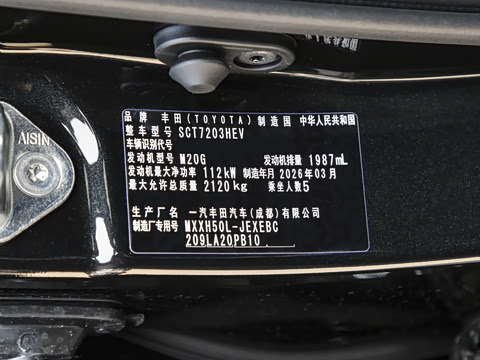 AISIN
品牌 丰田(TOYOTA) 制造国 中华人民共和国
整车型号 SCT7203HEV
车辆识别代号
发动机型号 M20G 发动机排量 1987mL
发动机最大净功率 112kW 制造年月 2026年03月
最大允许总质量 2120kg 乘坐人数 5
生产厂名 一汽丰田汽车(成都)有限公司
制造厂专用号 MXXH50L-JEXEBC
209LA20PB10